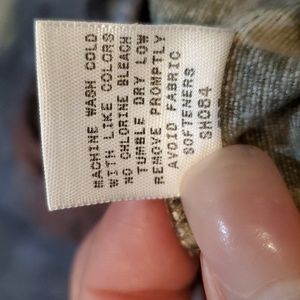 MACHINE WASH COLD
WITH LIKE COLORS
NO CHLORINE BLEACH
TUMBLE DRY LOW
REMOVE PROMPTLY
AVOID FABRIC
SOFTENERS
SH084